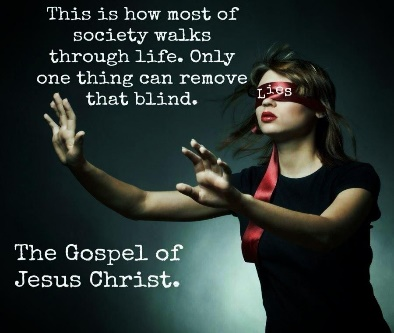 This is how most of
society walks
through life. Only
one thing can remove
that blind.
Lies
The Gospel of
Jesus Christ.